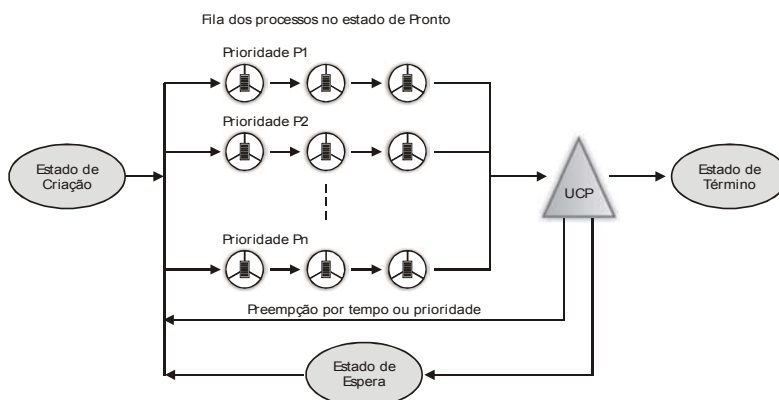 Fila dos processos no estado de Pronto
Prioridade P1
Prioridade P2
Estado de
Criação
UCP
Estado de
Término
Prioridade Pn
Preempção por tempo ou prioridade
Estado de
Espera